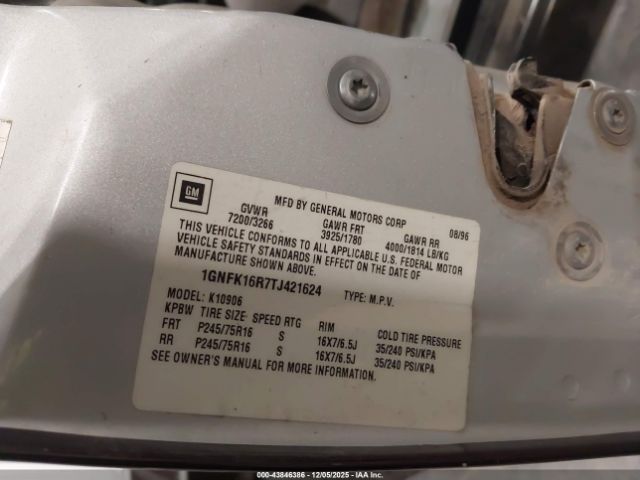 GM
MFD BY GENERAL MOTORS CORP 08/96
GVWR GAWR FRT GAWR RR
7200/3266 3925/1780 4000/1814 LB/KG
THIS VEHICLE CONFORMS TO ALL APPLICABLE U.S. FEDERAL MOTOR
VEHICLE SAFETY STANDARDS IN EFFECT ON THE DATE OF
MANUFACTURE SHOWN ABOVE.
1GNFK16R7TJ421624 TYPE: M.P.V.
MODEL: K10906
KPBW TIRE SIZE SPEED RTG RIM COLD TIRE PRESSURE
FRT P245/75R16 S 16X7/6.5J 35/240 PSI/KPA
RR P245/75R16 S 16X7/6.5J 35/240 PSI/KPA
SEE OWNER'S MANUAL FOR MORE INFORMATION.
000-43846386 - 12/05/2025 - IAA Inc.